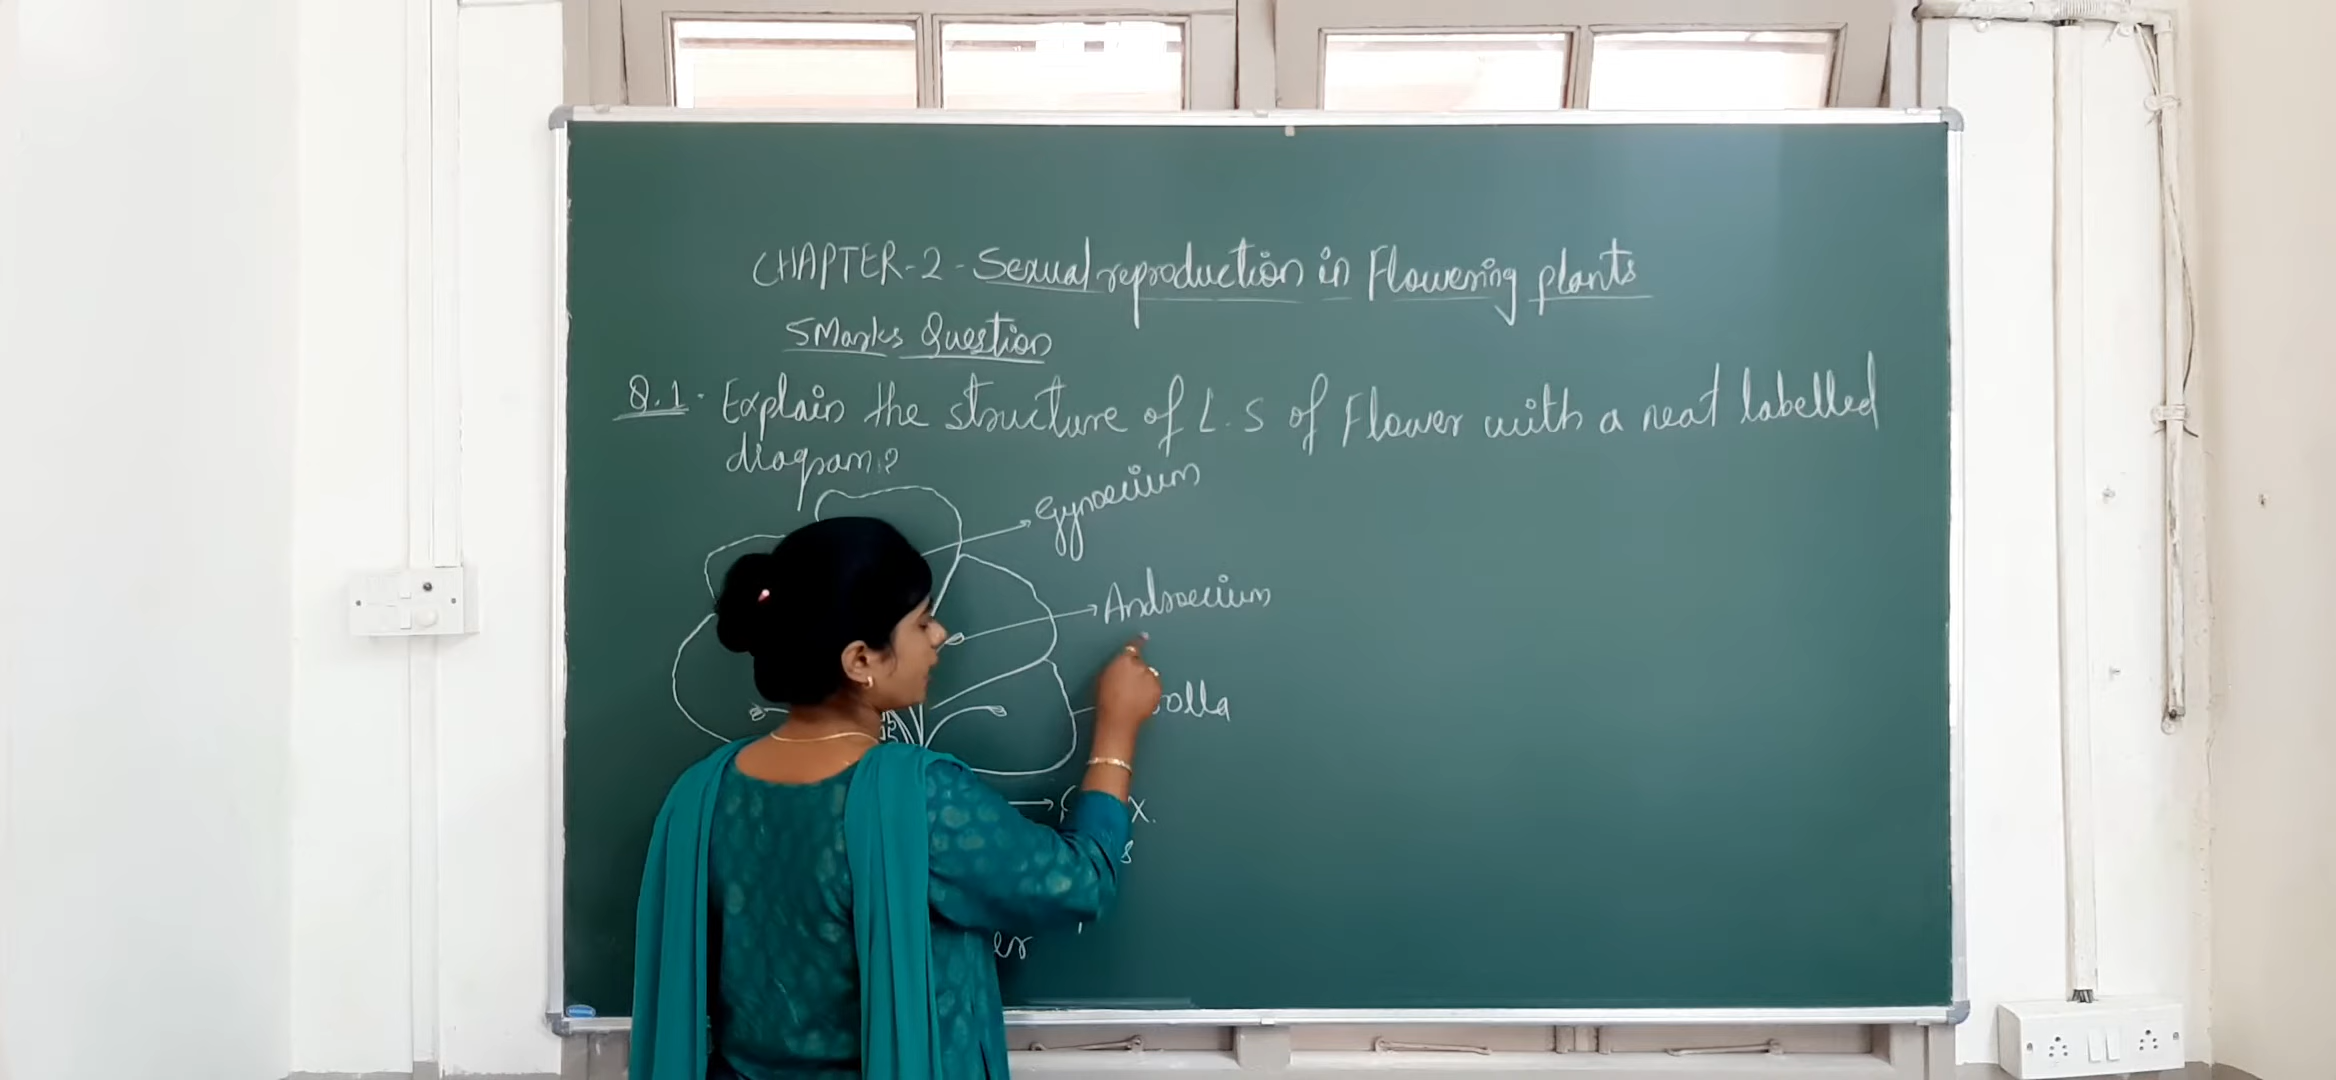 CHAPTER-2 - Sexual reproduction in Flowering plants
5Marks Question
Q.1. Explain the structure of L.S of Flower with a neat labelled
diagram?
Gynoecium
Androecium